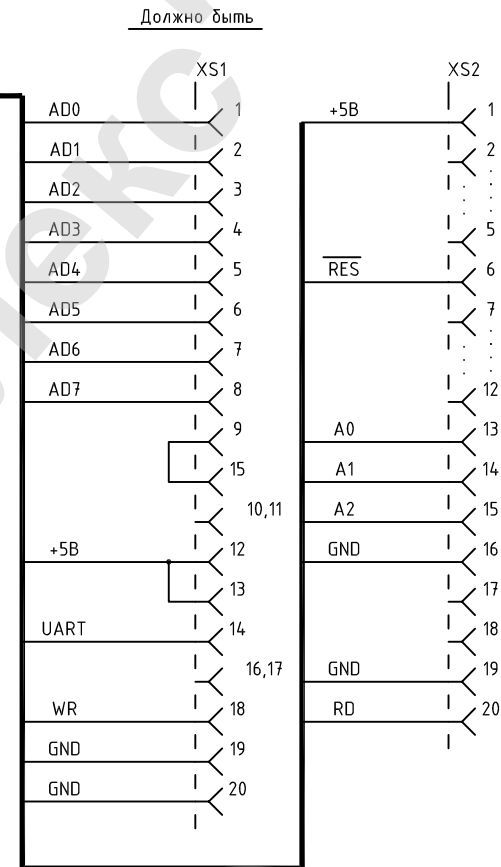 Должно быть
XS1
AD0 1
AD1 2
AD2 3
AD3 4
AD4 5
AD5 6
AD6 7
AD7 8
9
15
10,11
+5В 12
13
UART 14
16,17
WR 18
GND 19
GND 20
XS2
+5В 1
2
5
RES 6
7
12
A0 13
A1 14
A2 15
GND 16
17
18
GND 19
RD 20
лекс